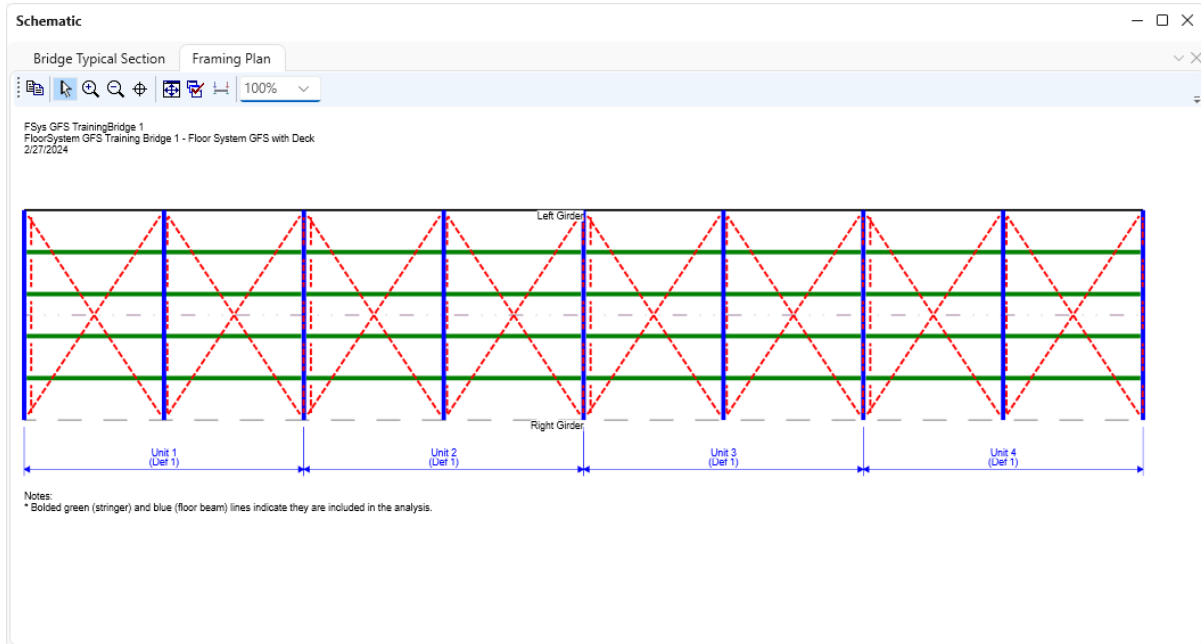 Schematic
Bridge Typical Section
Framing Plan
100%
FSys GFS TrainingBridge 1
FloorSystem GFS Training Bridge 1 - Floor System GFS with Deck
2/27/2024
Left Girder
Right Girder
Unit 1
(Def 1)
Unit 2
(Def 1)
Unit 3
(Def 1)
Unit 4
(Def 1)
Notes:
* Bolded green (stringer) and blue (floor beam) lines indicate they are included in the analysis.